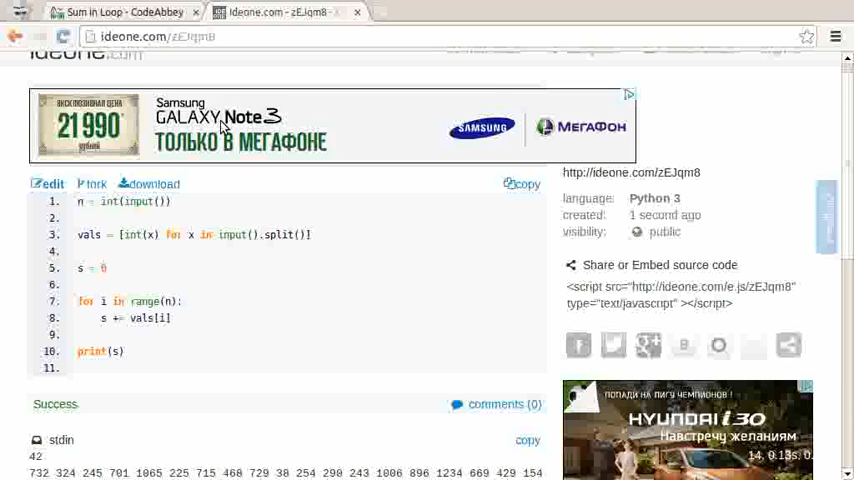 Sum in Loop - CodeAbbey
Ideone.com - zEJqm8 -
ideone.com/zEJqm8
ideone.com
ЭКСКЛЮЗИВНАЯ ЦЕНА
21 990
рублей
Samsung
GALAXY Note 3
ТОЛЬКО В МЕГАФОНЕ
SAMSUNG
МЕГАФОН
edit fork download copy
1. n = int(input())
2.
3. vals = [int(x) for x in input().split()]
4.
5. s = 0
6.
7. for i in range(n):
8. s += vals[i]
9.
10. print(s)
11.
http://ideone.com/zEJqm8
language: Python 3
created: 1 second ago
visibility: public
Share or Embed source code
<script src="http://ideone.com/e.js/zEJqm8"
type="text/javascript" ></script>
Success comments (0)
stdin copy
42
732 324 245 701 1065 225 715 468 729 38 254 290 243 1006 896 1234 669 429 154
ПОПАДИ НА ЛИГУ ЧЕМПИОНОВ!
HYUNDAI i30
Навстречу желаниям
14, 0.13s, 0.